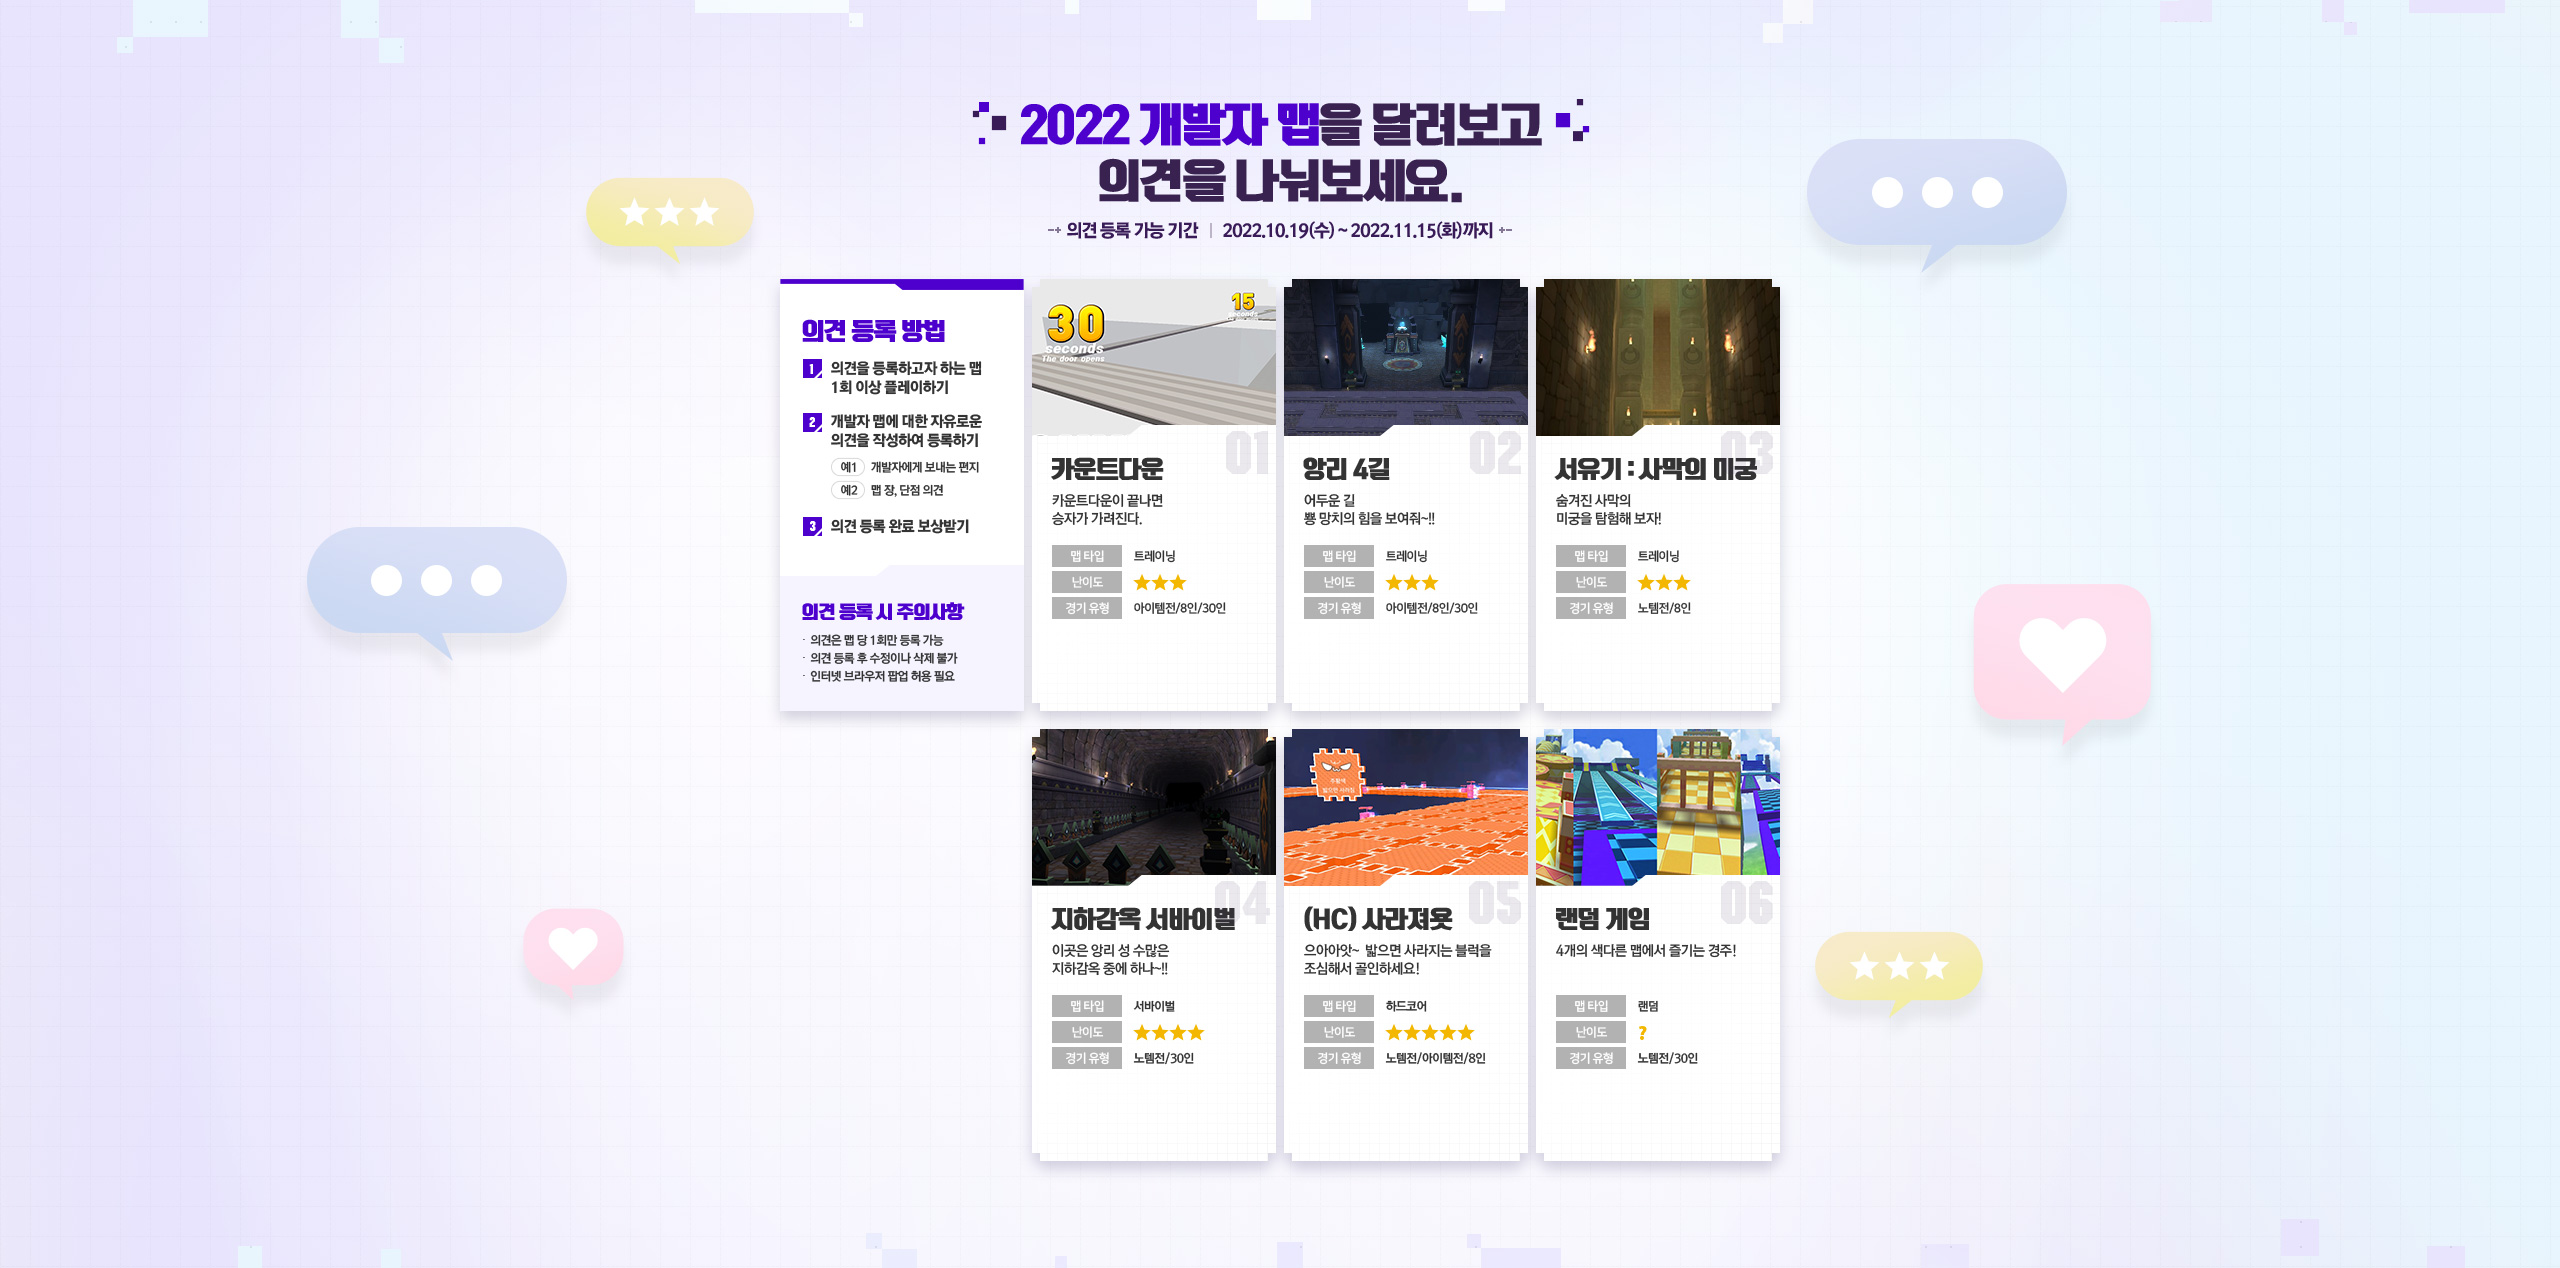 2022 개발자 맵을 달려보고
의견을 나눠보세요.
의견 등록 가능 기간 | 2022.10.19(수) ~ 2022.11.15(화)까지
의견 등록 방법
1 의견을 등록하고자 하는 맵
1회 이상 플레이하기
2 개발자 맵에 대한 자유로운
의견을 작성하여 등록하기
예1 개발자에게 보내는 편지
예2 맵 장, 단점 의견
3 의견 등록 완료 보상받기
의견 등록 시 주의사항
· 의견은 맵 당 1회만 등록 가능
· 의견 등록 후 수정이나 삭제 불가
· 인터넷 브라우저 팝업 허용 필요
30
seconds
The door opens
15
seconds
01
카운트다운
카운트다운이 끝나면
승자가 가려진다.
맵 타입 트레이닝
난이도 ★★★
경기 유형 아이템전/8인/30인
02
앙리 4길
어두운 길
뿅 망치의 힘을 보여줘~!!
맵 타입 트레이닝
난이도 ★★★
경기 유형 아이템전/8인/30인
03
서유기 : 사막의 미궁
숨겨진 사막의
미궁을 탐험해 보자!
맵 타입 트레이닝
난이도 ★★★
경기 유형 노템전/8인
04
지하감옥 서바이벌
이곳은 앙리 성 수많은
지하감옥 중에 하나~!!
맵 타입 서바이벌
난이도 ★★★★
경기 유형 노템전/30인
05
(HC) 사라져욧
으아아앗~ 밟으면 사라지는 블럭을
조심해서 골인하세요!
맵 타입 하드코어
난이도 ★★★★★
경기 유형 노템전/아이템전/8인
06
랜덤 게임
4개의 색다른 맵에서 즐기는 경주!
맵 타입 랜덤
난이도 ?
경기 유형 노템전/30인